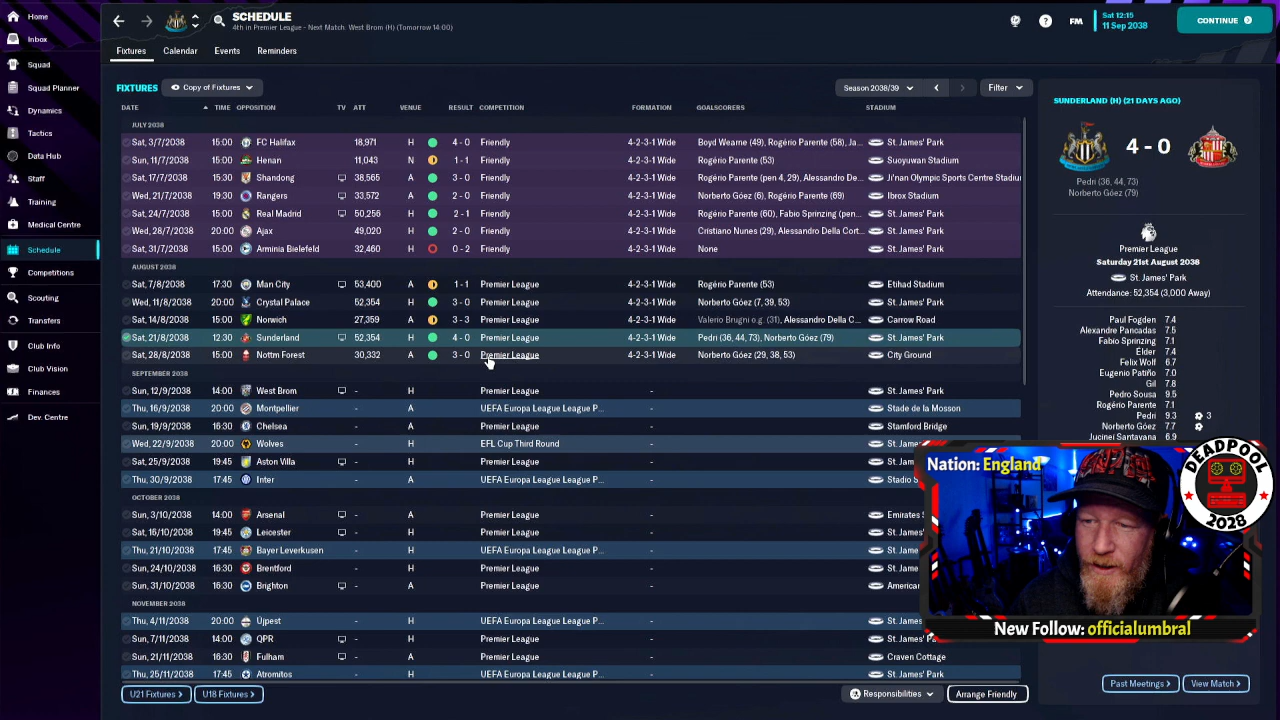 Home
Inbox
Squad
Squad Planner
Dynamics
Tactics
Data Hub
Staff
Training
Medical Centre
Schedule
Competitions
Scouting
Transfers
Club Info
Club Vision
Finances
Dev. Centre
SCHEDULE
4th in Premier League - Next Match: West Brom (H) (Tomorrow 14:00)
FM
Sat 12:15
11 Sep 2038
CONTINUE
Fixtures Calendar Events Reminders
FIXTURES Copy of Fixtures Season 2038/39 Filter
DATE TIME OPPOSITION TV ATT VENUE RESULT COMPETITION FORMATION GOALSCORERS STADIUM
JULY 2038
Sat, 3/7/2038 15:00 FC Halifax 18,971 H 4 - 0 Friendly 4-2-3-1 Wide Boyd Wearne (49), Rogério Parente (58), Ja... St. James' Park
Sun, 11/7/2038 15:00 Henan 11,043 N 1 - 1 Friendly 4-2-3-1 Wide Rogério Parente (53) Suoyuwan Stadium
Sat, 17/7/2038 15:30 Shandong 38,565 A 3 - 0 Friendly 4-2-3-1 Wide Rogério Parente (pen 4, 29), Alessandro De... Ji'nan Olympic Sports Centre Stadiu
Wed, 21/7/2038 19:30 Rangers 33,572 A 2 - 0 Friendly 4-2-3-1 Wide Norberto Góez (6), Rogério Parente (69) Ibrox Stadium
Sat, 24/7/2038 15:00 Real Madrid 50,256 H 2 - 1 Friendly 4-2-3-1 Wide Rogério Parente (60), Fabio Sprinzing (pen... St. James' Park
Wed, 28/7/2038 20:00 Ajax 49,020 H 2 - 0 Friendly 4-2-3-1 Wide Cristiano Nunes (29), Alessandro Della Cort... St. James' Park
Sat, 31/7/2038 15:00 Arminia Bielefeld 32,460 H 0 - 2 Friendly 4-2-3-1 Wide None St. James' Park
AUGUST 2038
Sat, 7/8/2038 17:30 Man City 53,400 A 1 - 1 Premier League 4-2-3-1 Wide Rogério Parente (53) Etihad Stadium
Wed, 11/8/2038 20:00 Crystal Palace 52,354 H 3 - 0 Premier League 4-2-3-1 Wide Norberto Góez (7, 39, 53) St. James' Park
Sat, 14/8/2038 15:00 Norwich 27,359 A 3 - 3 Premier League 4-2-3-1 Wide Valerio Brugni o.g. (31), Alessandro Della C... Carrow Road
Sat, 21/8/2038 12:30 Sunderland 52,354 H 4 - 0 Premier League 4-2-3-1 Wide Pedri (36, 44, 73), Norberto Góez (79) St. James' Park
Sat, 28/8/2038 15:00 Nottm Forest 30,332 A 3 - 0 Premier League 4-2-3-1 Wide Norberto Góez (29, 38, 53) City Ground
SEPTEMBER 2038
Sun, 12/9/2038 14:00 West Brom - H Premier League - St. James' Park
Thu, 16/9/2038 20:00 Montpellier - A UEFA Europa League League P... - Stade de la Mosson
Sun, 19/9/2038 16:30 Chelsea - A Premier League - Stamford Bridge
Wed, 22/9/2038 20:00 Wolves - H EFL Cup Third Round - St. James
Sat, 25/9/2038 19:45 Aston Villa - H Premier League - St. James
Thu, 30/9/2038 17:45 Inter - A UEFA Europa League League P... - Stadio S
OCTOBER 2038
Sun, 3/10/2038 14:00 Arsenal - A Premier League - Emirates S
Sat, 16/10/2038 19:45 Leicester - H Premier League - St. Jame
Thu, 21/10/2038 17:45 Bayer Leverkusen - H UEFA Europa League League P... - St. Jame
Sun, 24/10/2038 16:30 Brentford - H Premier League - St. Jame
Sun, 31/10/2038 16:30 Brighton - A Premier League - American
NOVEMBER 2038
Thu, 4/11/2038 20:00 Újpest - H UEFA Europa League League P... - St. Jame
Sun, 7/11/2038 14:00 QPR - H Premier League - St. James
Sun, 21/11/2038 16:30 Fulham - A Premier League - Craven Cottage
Thu, 25/11/2038 17:45 Atromitos - H UEFA Europa League League P... - St. James' Park
U21 Fixtures U18 Fixtures Responsibilities Arrange Friendly
SUNDERLAND (H) (21 DAYS AGO)
4 - 0
Pedri (36, 44, 73)
Norberto Góez (79)
Premier League
Saturday 21st August 2038
St. James' Park
Attendance: 52,354 (3,000 Away)
Paul Fogden 7.4
Alexandre Pancadas 7.5
Fabio Sprinzing 7.1
Elder 7.4
Felix Wolf 6.7
Eugenio Patiño 7.0
Gil 7.8
Pedro Sousa 9.5
Rogério Parente 7.1
Pedri 9.3 3
Norberto Góez 7.7
Jucinei Santavana 6.9
Nation: England
DEADPOOL
2028
New Follow: officialumbral
Past Meetings View Match